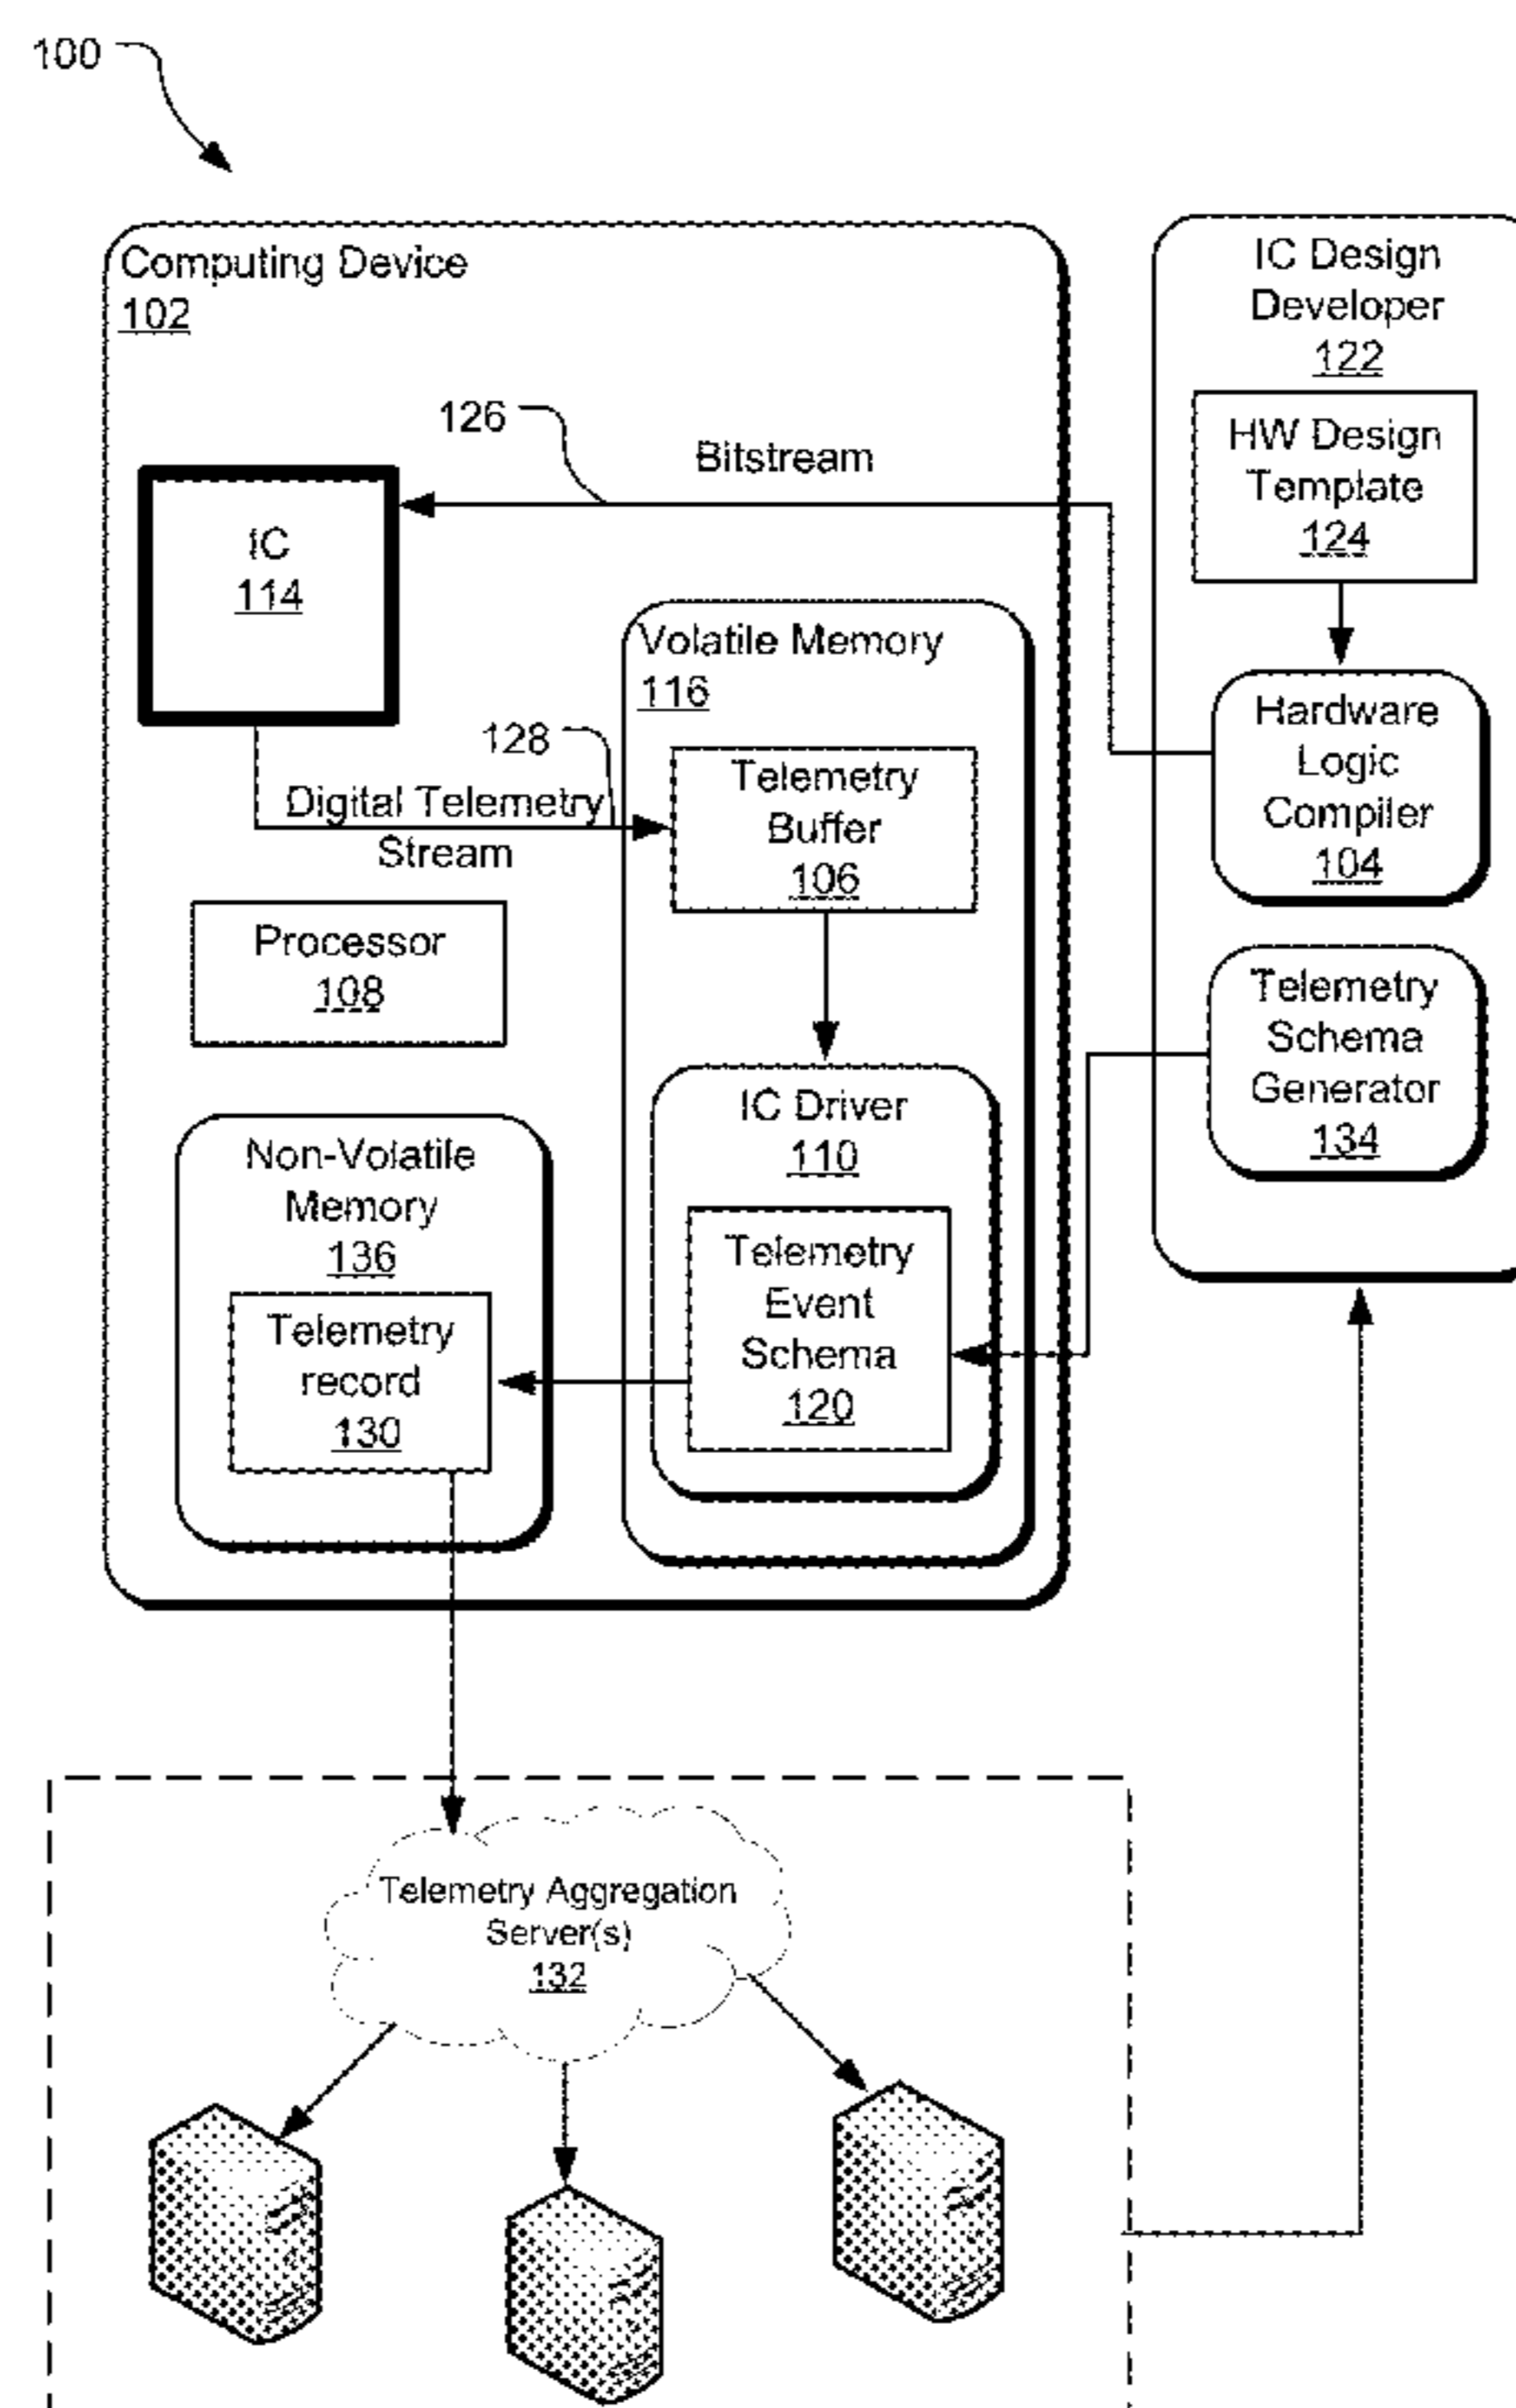 100
Computing Device
102
126
Bitstream
IC
114
Volatile Memory
116
128
Digital Telemetry
Stream
Telemetry
Buffer
106
Processor
108
IC Driver
110
Telemetry
Event
Schema
120
Non-Volatile
Memory
136
Telemetry
record
130
IC Design
Developer
122
HW Design
Template
124
Hardware
Logic
Compiler
104
Telemetry
Schema
Generator
134
Telemetry Aggregation
Server(s)
132